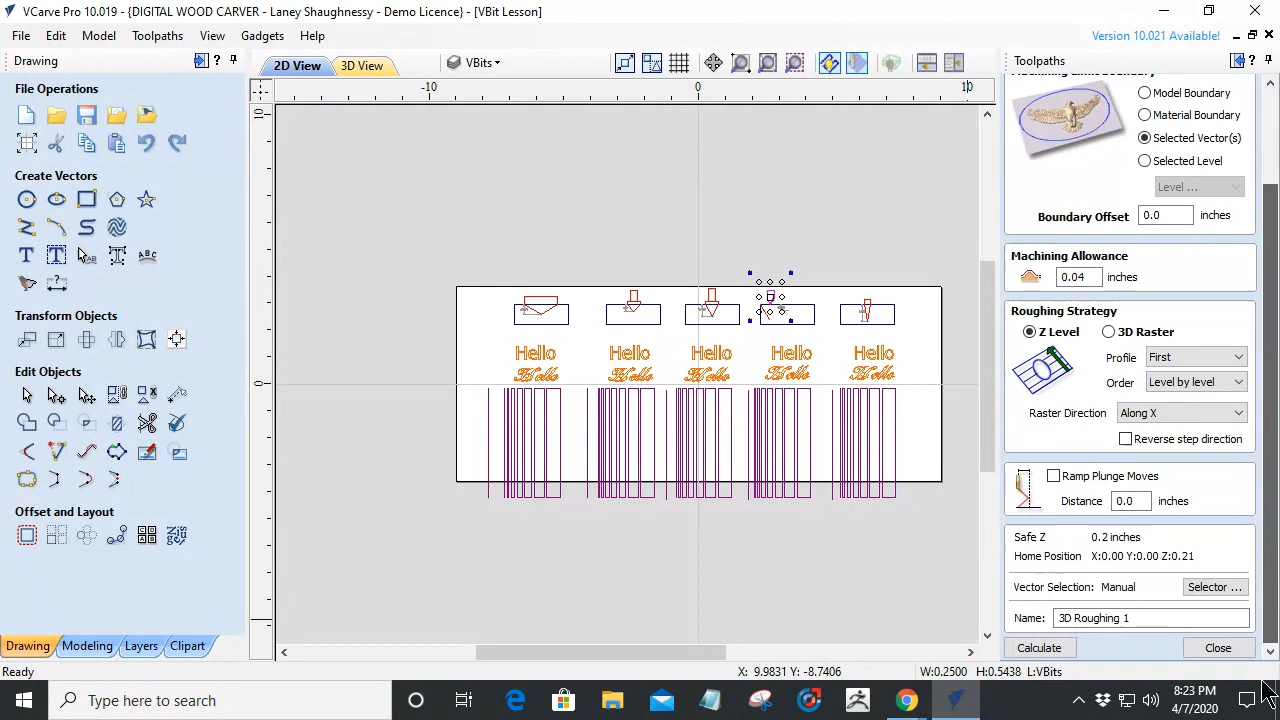 VCarve Pro 10.019 - {DIGITAL WOOD CARVER - Laney Shaughnessy - Demo Licence} - [VBit Lesson]
File Edit Model Toolpaths View Gadgets Help
Version 10.021 Available!
Drawing
2D View
3D View
VBits
Toolpaths
File Operations
Create Vectors
Transform Objects
Edit Objects
Offset and Layout
Drawing Modeling Layers Clipart
-10 0 10
10
0
Hello Hello Hello Hello Hello
Hello Hello Hello Hello Hello
Model Boundary
Material Boundary
Selected Vector(s)
Selected Level
Level ...
Boundary Offset 0.0 inches
Machining Allowance
0.04 inches
Roughing Strategy
Z Level 3D Raster
Profile First
Order Level by level
Raster Direction Along X
Reverse step direction
Ramp Plunge Moves
Distance 0.0 inches
Safe Z 0.2 inches
Home Position X:0.00 Y:0.00 Z:0.21
Vector Selection: Manual Selector ...
Name: 3D Roughing 1
Calculate Close
Ready
X: 9.9831 Y: -8.7406
W:0.2500 H:0.5438 L:VBits
Type here to search
8:23 PM
4/7/2020